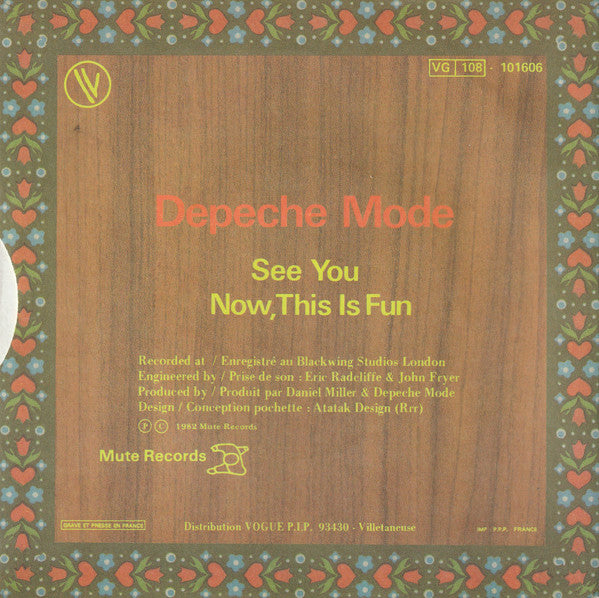 VG 108 - 101606
Depeche Mode
See You
Now, This Is Fun
Recorded at / Enregistré au Blackwing Studios London
Engineered by / Prise de son : Eric Radcliffe & John Fryer
Produced by / Produit par Daniel Miller & Depeche Mode
Design / Conception pochette : Atatak Design (Rrr)
Ⓟ Ⓒ 1982 Mute Records
Mute Records
GRAVE ET PRESSE EN FRANCE
Distribution VOGUE P.I.P. 93430 - Villetaneuse
IMP P.P.P. FRANCE